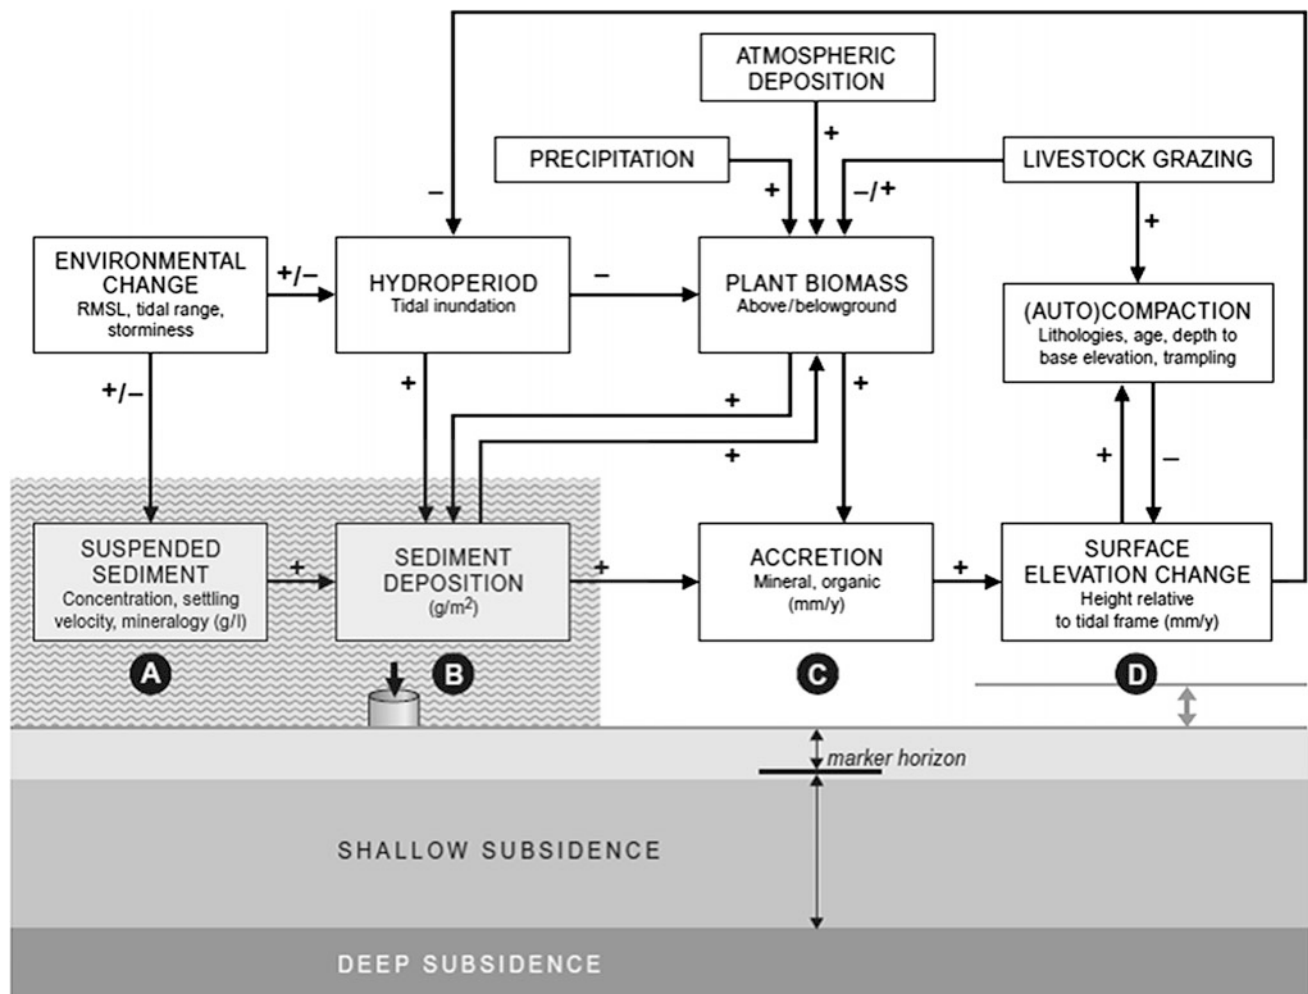 ATMOSPHERIC
DEPOSITION
+
PRECIPITATION
+
LIVESTOCK GRAZING
–/+
+
–
ENVIRONMENTAL
CHANGE
RMSL, tidal range,
storminess
+/–
HYDROPERIOD
Tidal inundation
–
PLANT BIOMASS
Above/belowground
(AUTO)COMPACTION
Lithologies, age, depth to
base elevation, trampling
+/–
+
+
+
+
+
–
SUSPENDED
SEDIMENT
Concentration, settling
velocity, mineralogy (g/l)
+
SEDIMENT
DEPOSITION
(g/m²)
+
ACCRETION
Mineral, organic
(mm/y)
+
SURFACE
ELEVATION CHANGE
Height relative
to tidal frame (mm/y)
A
B
C
D
marker horizon
SHALLOW SUBSIDENCE
DEEP SUBSIDENCE